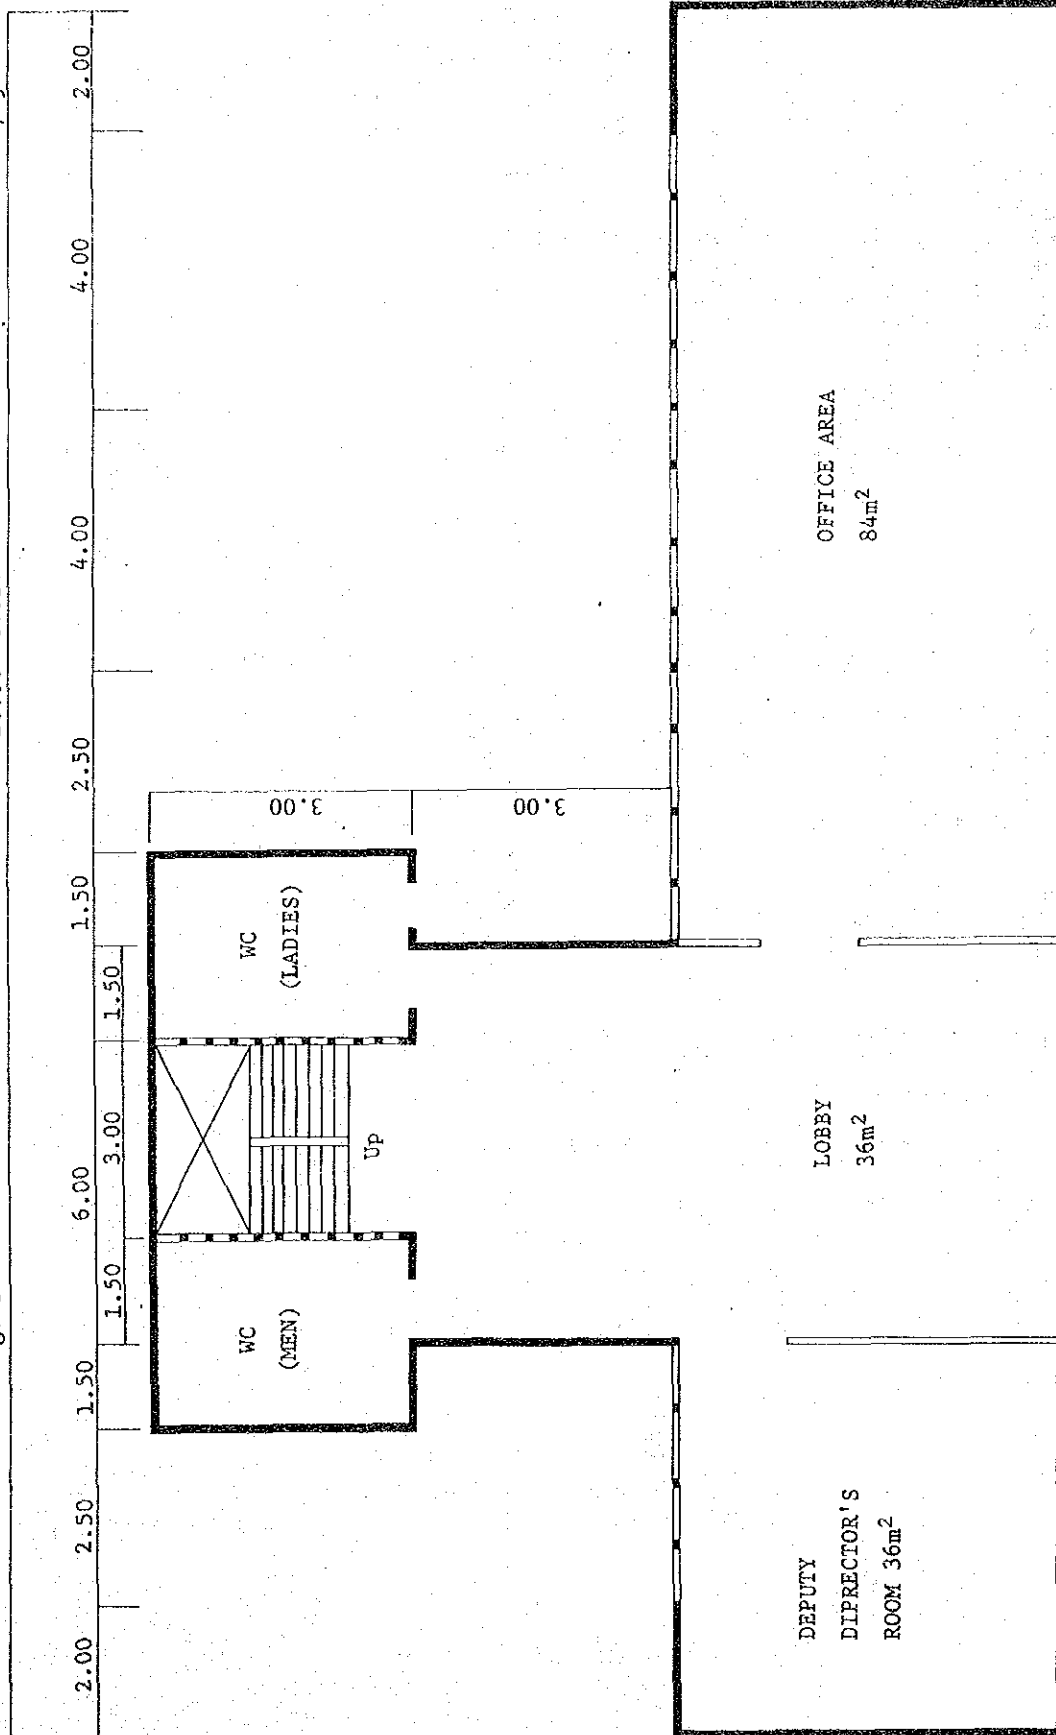 2.00 2.50 1.50 6.00 1.50 2.50 4.00 4.00 2.00
1.50 3.00 1.50
WC
(MEN)
WC
(LADIES)
3.00
3.00
Up
DEPUTY
DIPRECTOR'S
ROOM 36m²
LOBBY
36m²
OFFICE AREA
84m²